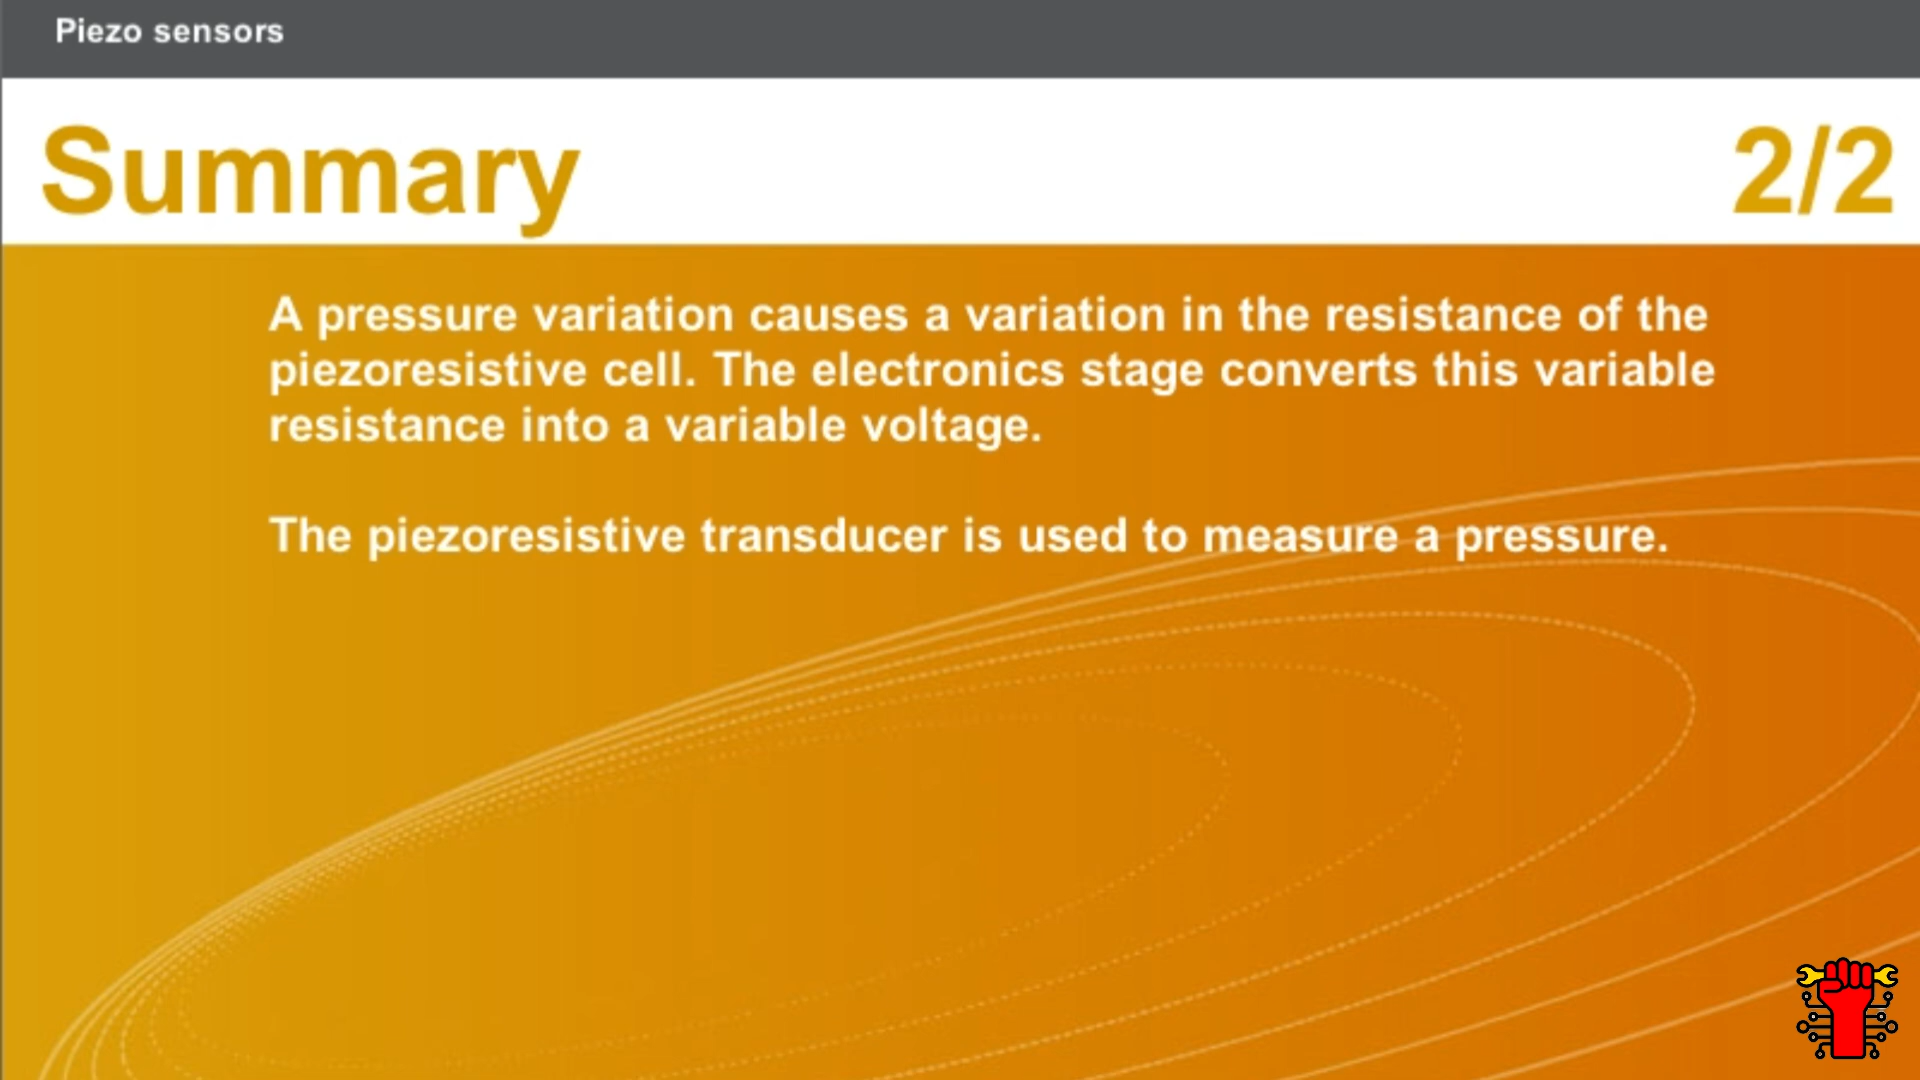 Piezo sensors
Summary 2/2
A pressure variation causes a variation in the resistance of the
piezoresistive cell. The electronics stage converts this variable
resistance into a variable voltage.
The piezoresistive transducer is used to measure a pressure.